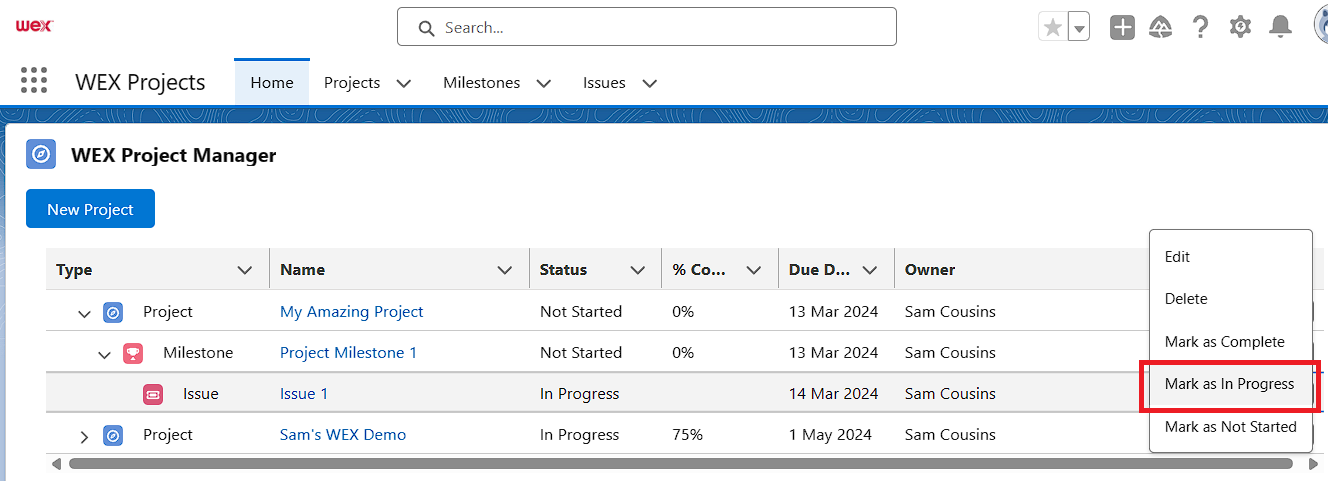 wex
Search...
WEX Projects
Home
Projects
Milestones
Issues
WEX Project Manager
New Project
Type Name Status % Co... Due D... Owner
Project My Amazing Project Not Started 0% 13 Mar 2024 Sam Cousins
Milestone Project Milestone 1 Not Started 0% 13 Mar 2024 Sam Cousins
Issue Issue 1 In Progress 14 Mar 2024 Sam Cousins
Project Sam's WEX Demo In Progress 75% 1 May 2024 Sam Cousins
Edit
Delete
Mark as Complete
Mark as In Progress
Mark as Not Started